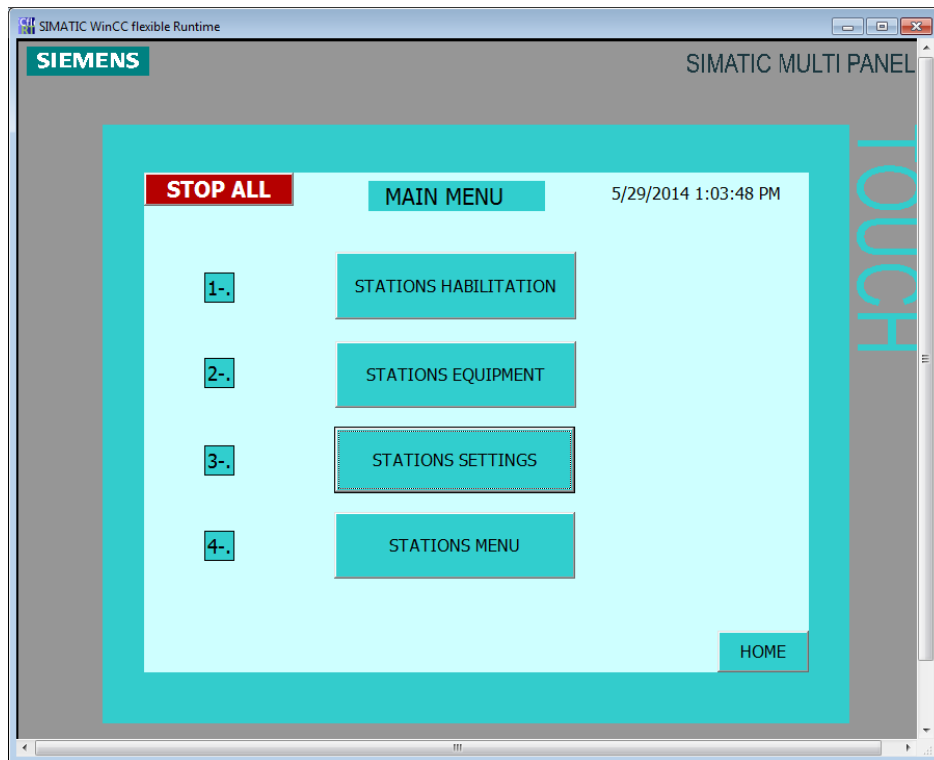 SIMATIC WinCC flexible Runtime
SIEMENS
SIMATIC MULTI PANEL
TOUCH
STOP ALL
MAIN MENU
5/29/2014 1:03:48 PM
1-.
STATIONS HABILITATION
2-.
STATIONS EQUIPMENT
3-.
STATIONS SETTINGS
4-.
STATIONS MENU
HOME